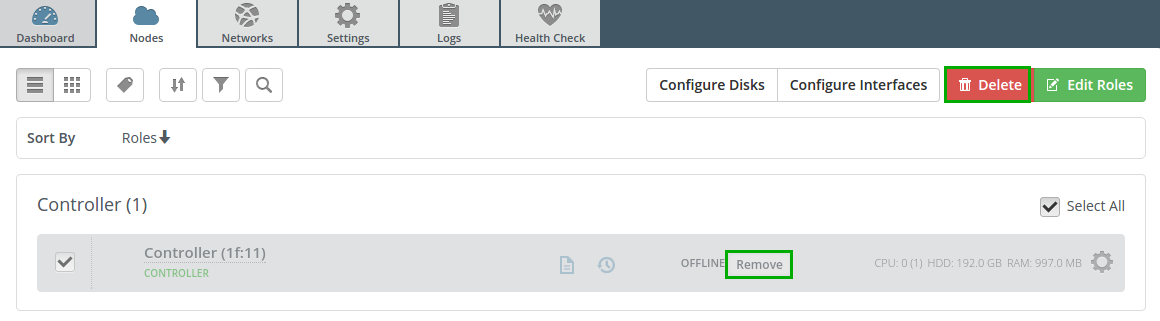 Dashboard Nodes Networks Settings Logs Health Check
Configure Disks Configure Interfaces Delete Edit Roles
Sort By Roles
Controller (1) Select All
Controller (1f:11)
CONTROLLER
OFFLINE Remove CPU: 0 (1) HDD: 192.0 GB RAM: 997.0 MB